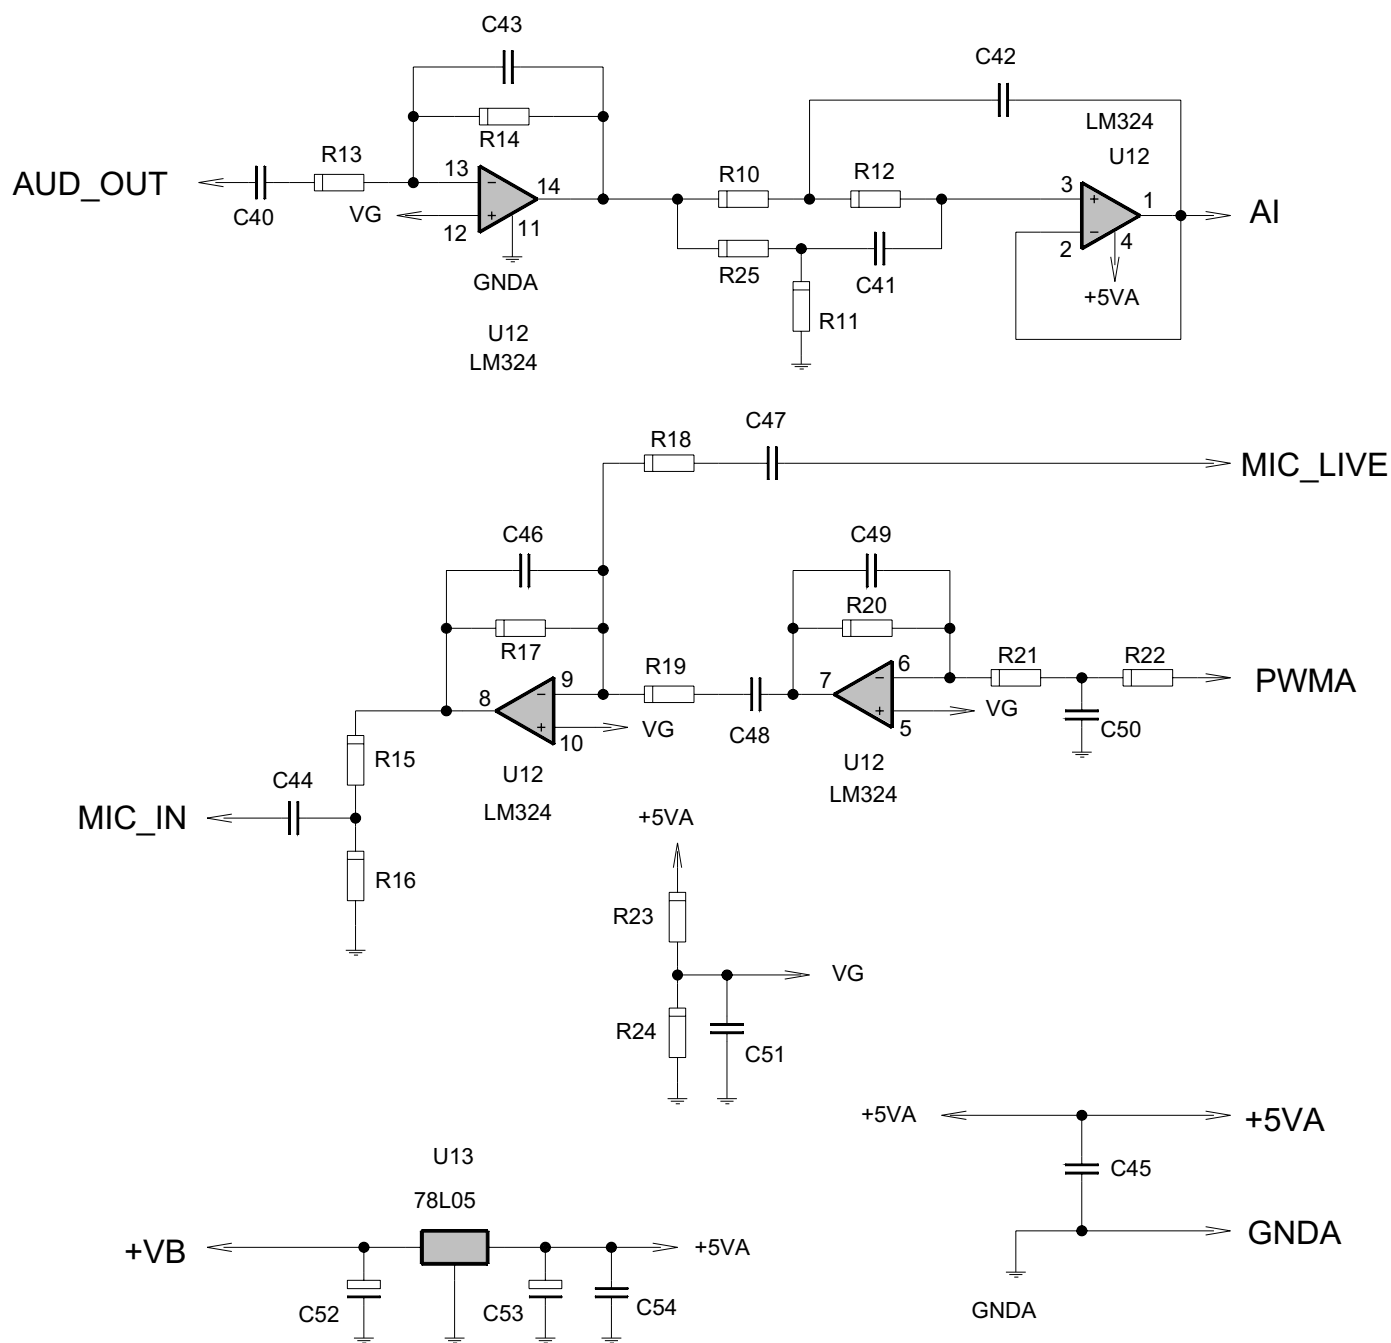 C43
R14
C42
LM324
U12
AUD_OUT
C40
R13
13
14
VG
12
11
GNDA
U12
LM324
R10
R12
R25
C41
R11
3
2
1
4
+5VA
AI
R18
C47
MIC_LIVE
C46
R17
C49
R20
8
9
10
VG
R19
C48
7
6
5
VG
R21
R22
C50
PWMA
U12
LM324
U12
LM324
R15
C44
MIC_IN
R16
+5VA
R23
VG
R24
C51
+5VA
+5VA
C45
GNDA
GNDA
U13
78L05
+VB
+5VA
C52
C53
C54